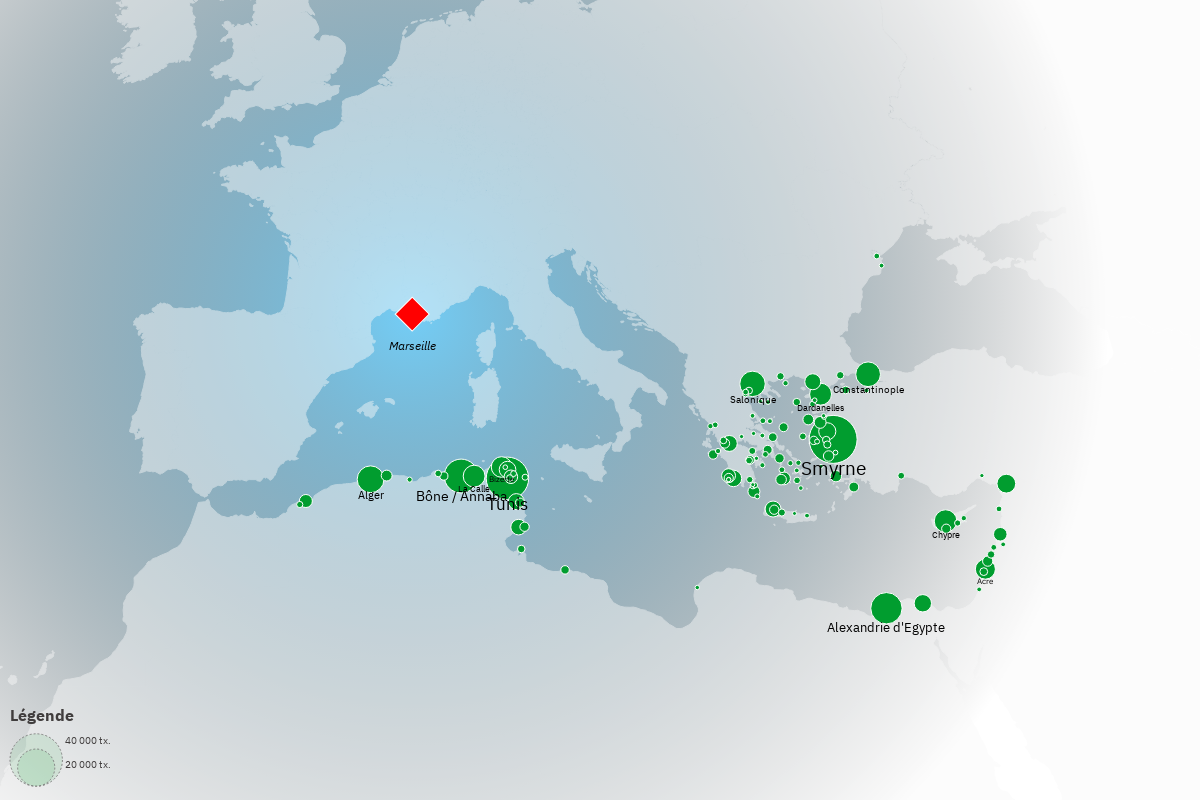 Marseille
Constantinople
Salonique
Dardanelles
Smyrne
Bizerte
La Calle
Alger
Bône / Annaba
Tunis
Chypre
Acre
Alexandrie d'Egypte
Légende
40 000 tx.
20 000 tx.